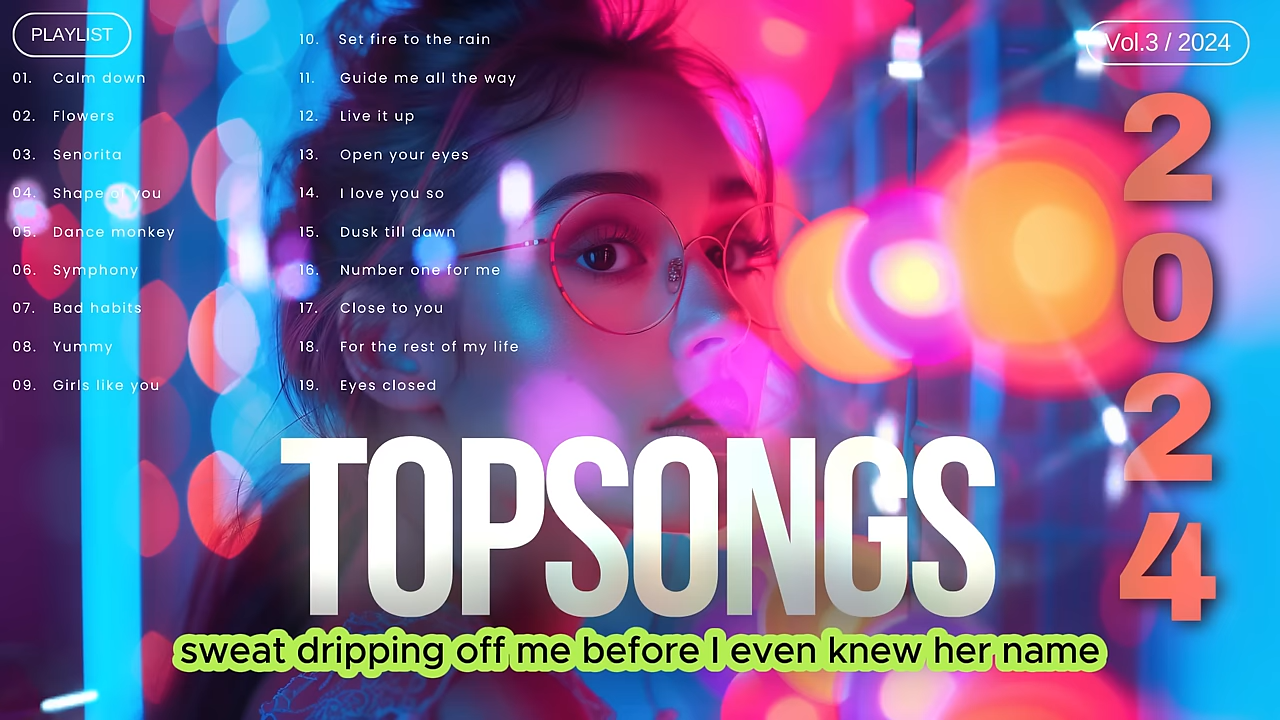 PLAYLIST
01. Calm down
02. Flowers
03. Senorita
04. Shape of you
05. Dance monkey
06. Symphony
07. Bad habits
08. Yummy
09. Girls like you
10. Set fire to the rain
11. Guide me all the way
12. Live it up
13. Open your eyes
14. I love you so
15. Dusk till dawn
16. Number one for me
17. Close to you
18. For the rest of my life
19. Eyes closed
Vol.3 / 2024
2024
TOPSONGS
sweat dripping off me before I even knew her name